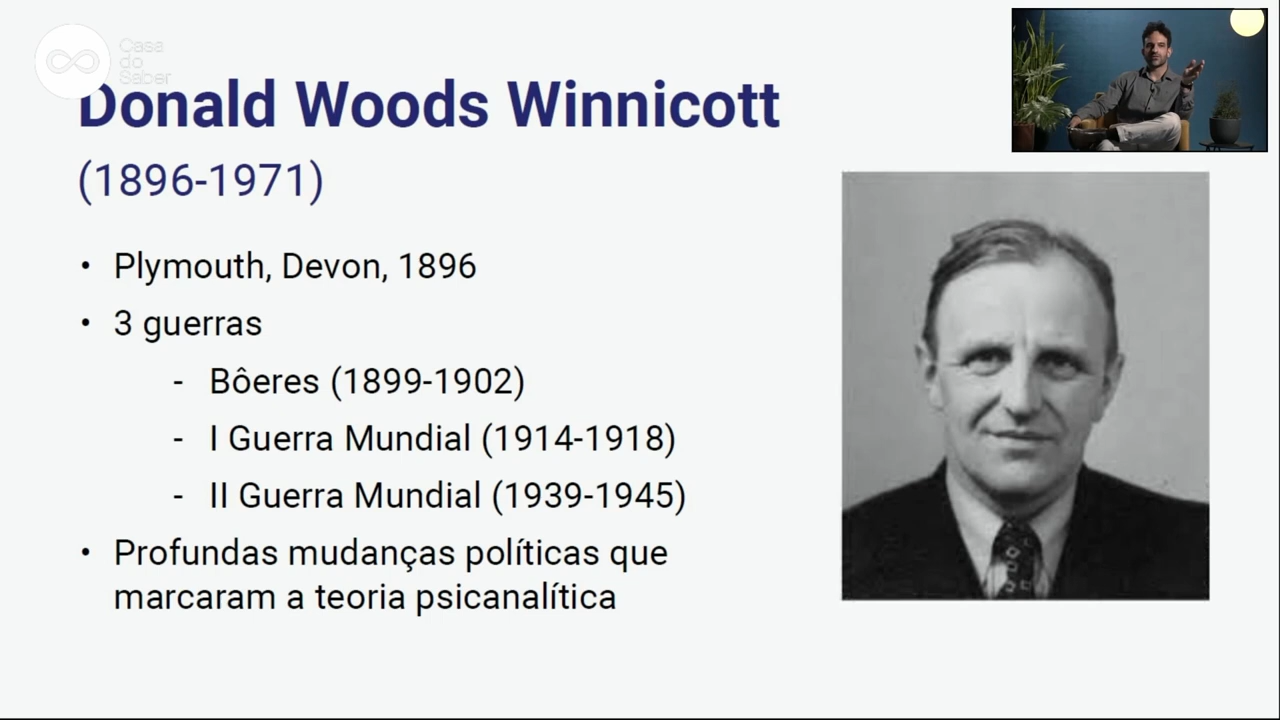 Casa
do
Saber
Donald Woods Winnicott
(1896-1971)
• Plymouth, Devon, 1896
• 3 guerras
- Bôeres (1899-1902)
- I Guerra Mundial (1914-1918)
- II Guerra Mundial (1939-1945)
• Profundas mudanças políticas que
marcaram a teoria psicanalítica